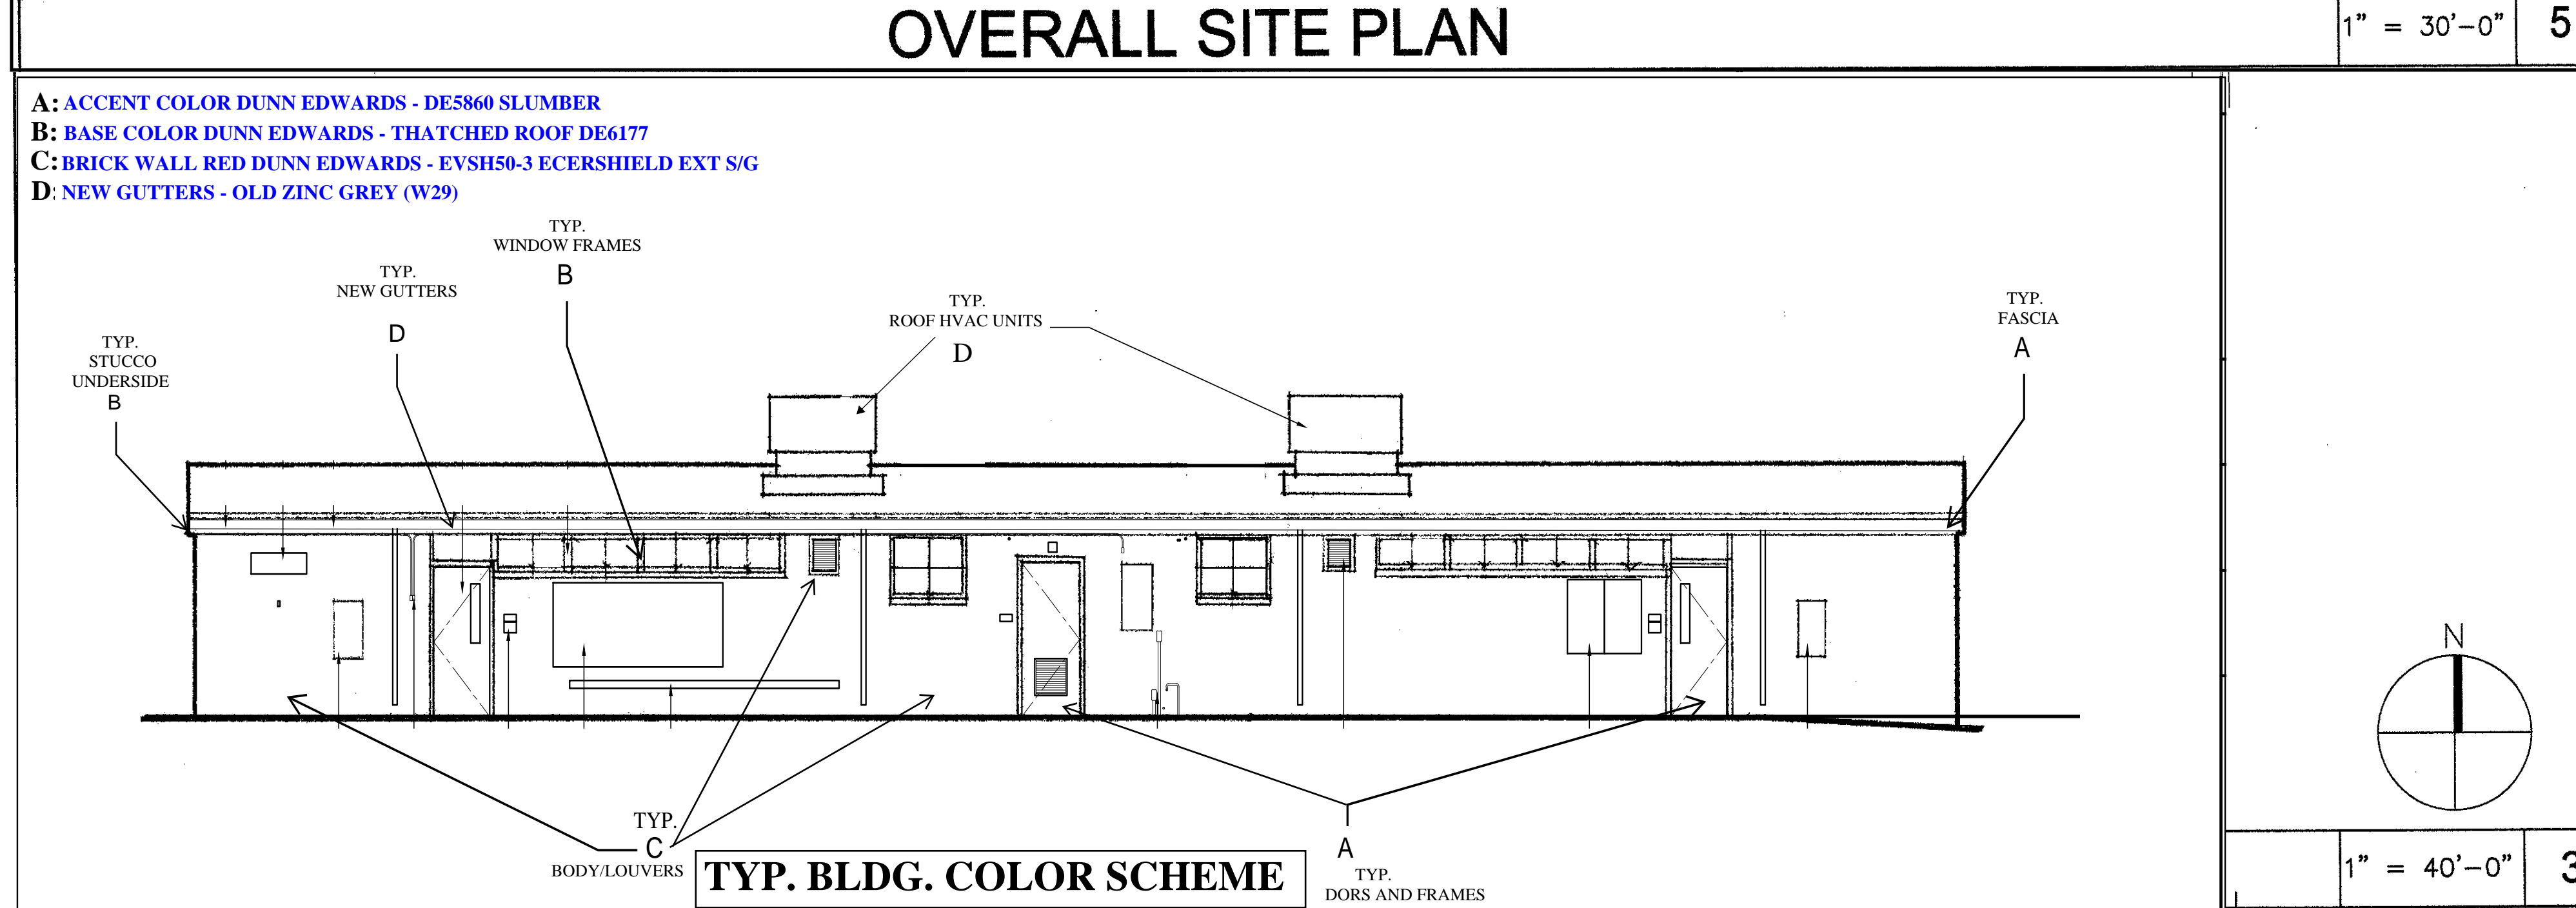 OVERALL SITE PLAN
1" = 30'-0"
5
A: ACCENT COLOR DUNN EDWARDS - DE5860 SLUMBER
B: BASE COLOR DUNN EDWARDS - THATCHED ROOF DE6177
C: BRICK WALL RED DUNN EDWARDS - EVSH50-3 ECERSHIELD EXT S/G
D: NEW GUTTERS - OLD ZINC GREY (W29)
TYP.
STUCCO
UNDERSIDE
B
TYP.
NEW GUTTERS
D
TYP.
WINDOW FRAMES
B
TYP.
ROOF HVAC UNITS
D
TYP.
FASCIA
A
N
TYP.
C
BODY/LOUVERS
TYP. BLDG. COLOR SCHEME
A
TYP.
DORS AND FRAMES
1" = 40'-0"
3